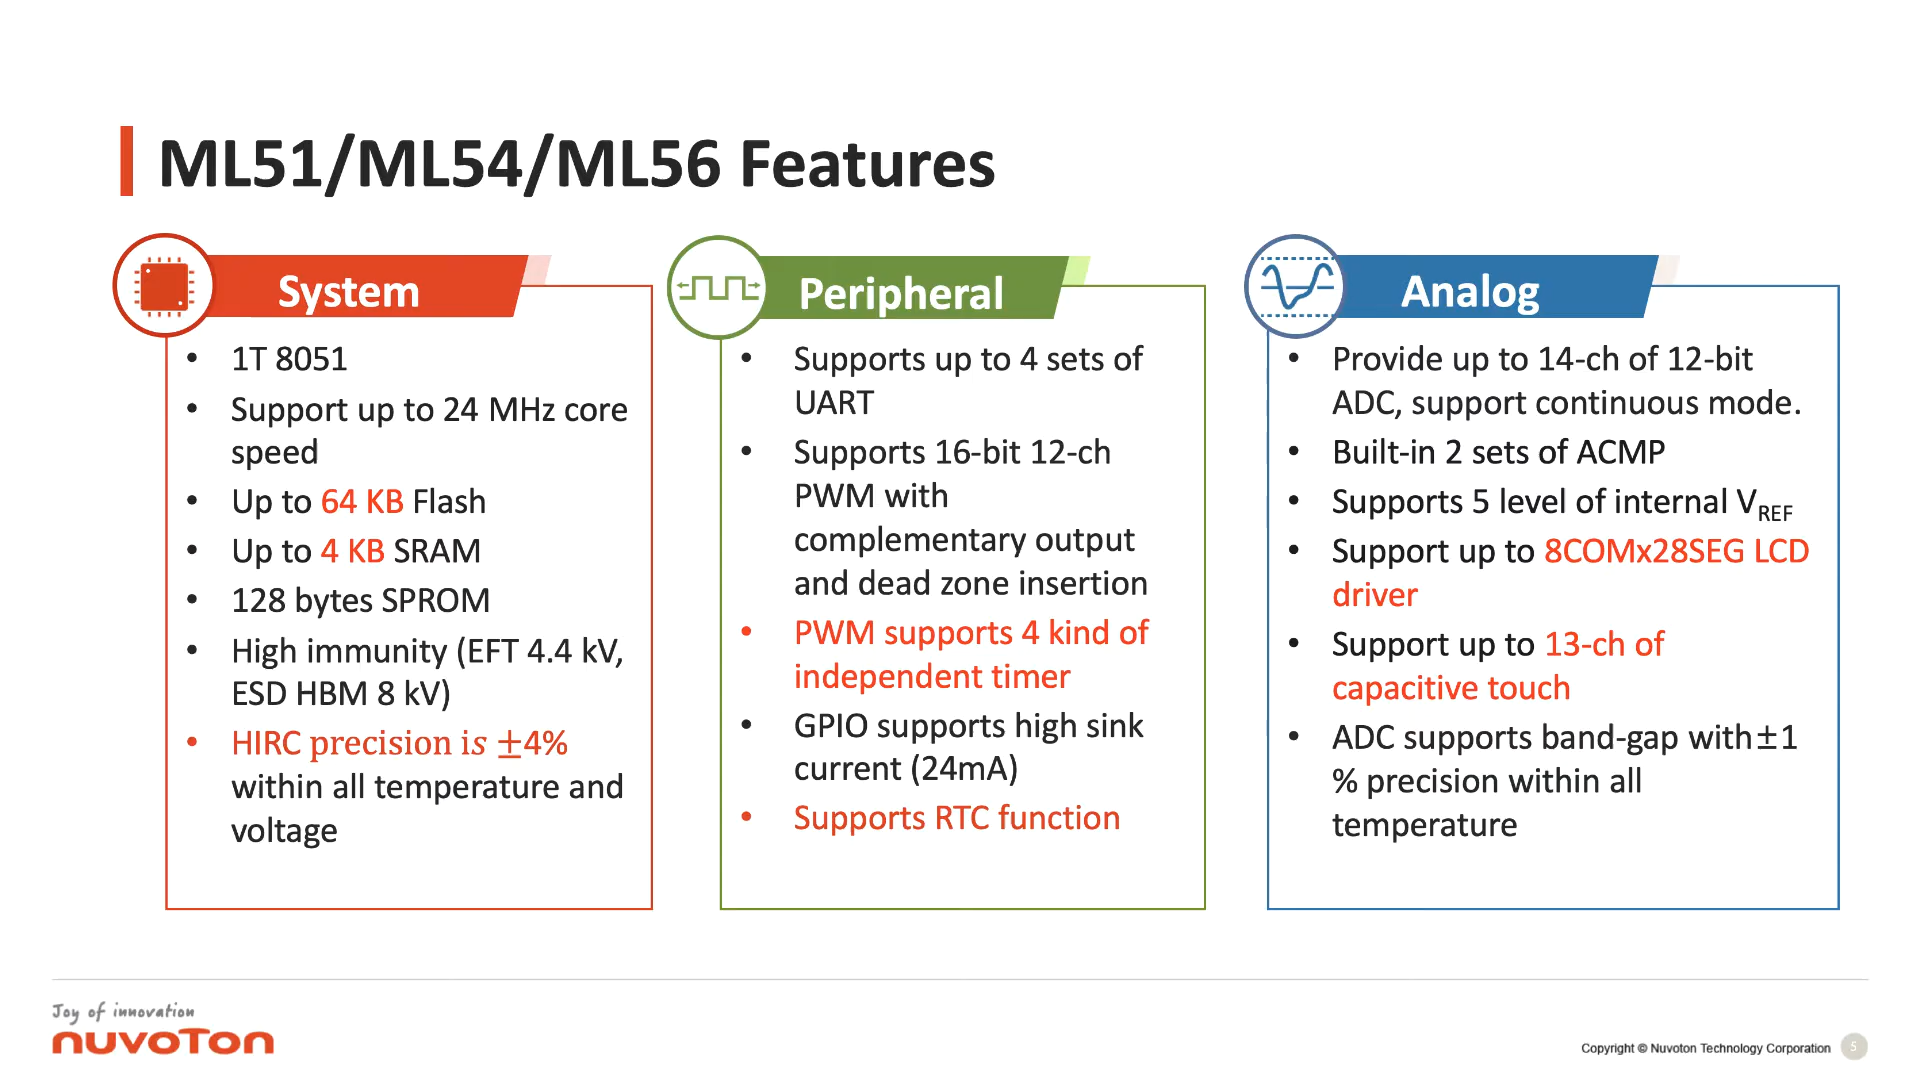 ML51/ML54/ML56 Features
System
• 1T 8051
• Support up to 24 MHz core
speed
• Up to 64 KB Flash
• Up to 4 KB SRAM
• 128 bytes SPROM
• High immunity (EFT 4.4 kV,
ESD HBM 8 kV)
• HIRC precision is ±4%
within all temperature and
voltage
Peripheral
• Supports up to 4 sets of
UART
• Supports 16-bit 12-ch
PWM with
complementary output
and dead zone insertion
• PWM supports 4 kind of
independent timer
• GPIO supports high sink
current (24mA)
• Supports RTC function
Analog
• Provide up to 14-ch of 12-bit
ADC, support continuous mode.
• Built-in 2 sets of ACMP
• Supports 5 level of internal VREF
• Support up to 8COMx28SEG LCD
driver
• Support up to 13-ch of
capacitive touch
• ADC supports band-gap with±1
% precision within all
temperature
Joy of innovation
nuvoTon
Copyright © Nuvoton Technology Corporation 5